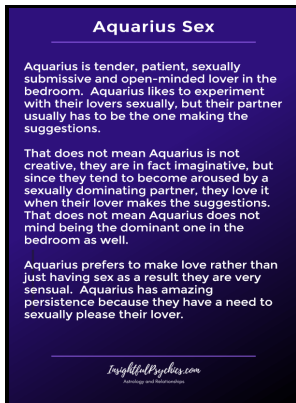 Aquarius Sex
Aquarius is tender, patient, sexually
submissive and open-minded lover in the
bedroom. Aquarius likes to experiment
with their lovers sexually, but their partner
usually has to be the one making the
suggestions.
That does not mean Aquarius is not
creative, they are in fact imaginative, but
since they tend to become aroused by a
sexually dominating partner, they love it
when their lover makes the suggestions.
That does not mean Aquarius does not
mind being the dominant one in the
bedroom as well.
Aquarius prefers to make love rather than
just having sex as a result they are very
sensual. Aquarius has amazing
persistence because they have a need to
sexually please their lover.
InsightfulPsychics.com
Astrology and Relationships